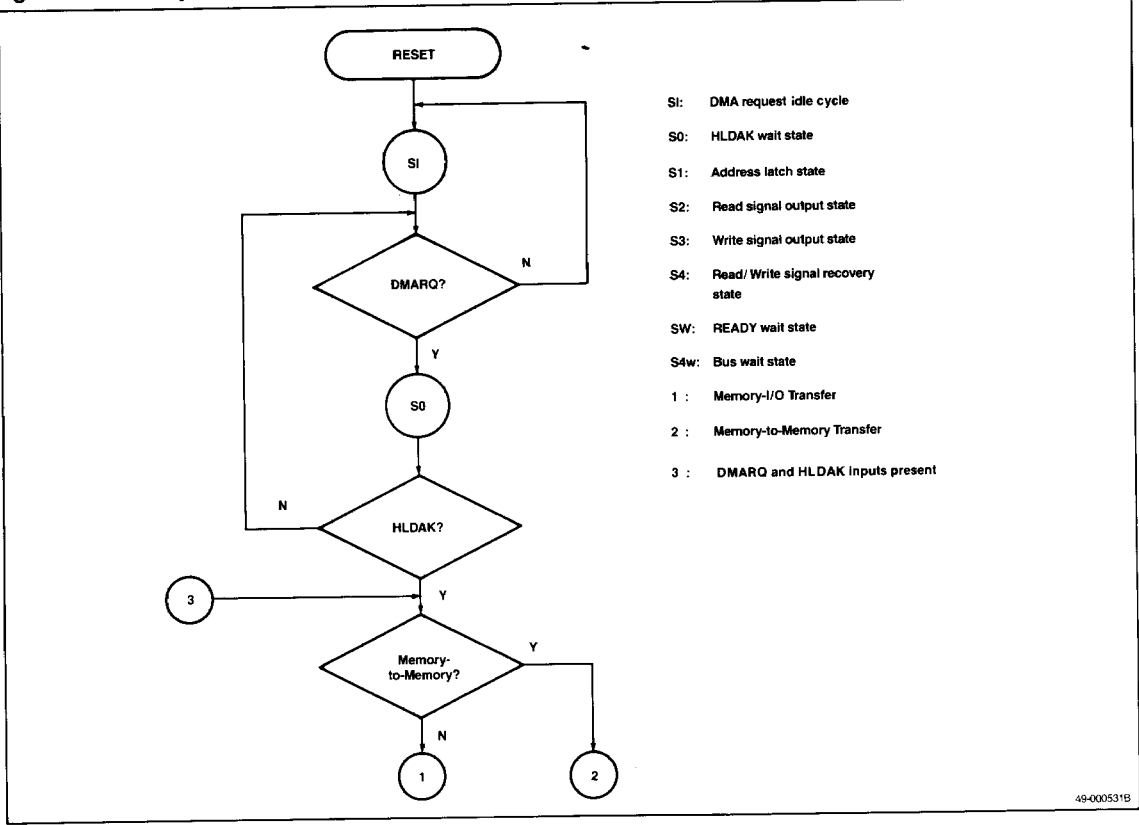 RESET
SI
DMARQ?
N
Y
S0
HLDAK?
N
Y
3
Memory-
to-Memory?
Y
N
1
2
SI: DMA request idle cycle
S0: HLDAK wait state
S1: Address latch state
S2: Read signal output state
S3: Write signal output state
S4: Read/Write signal recovery
state
SW: READY wait state
S4w: Bus wait state
1 : Memory-I/O Transfer
2 : Memory-to-Memory Transfer
3 : DMARQ and HLDAK inputs present
49-000531B